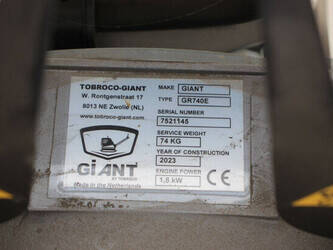 TOBROCO-GIANT
W. Rontgenstraat 17
8013 NE Zwolle (NL)
www.tobroco-giant.com
GiANT
BY TOBROCO
Made in the Netherlands
MAKE GIANT
TYPE GR740E
SERIAL NUMBER
7521145
SERVICE WEIGHT
74 KG
YEAR OF CONSTRUCTION
2023
ENGINE POWER
1,8 kW
CE